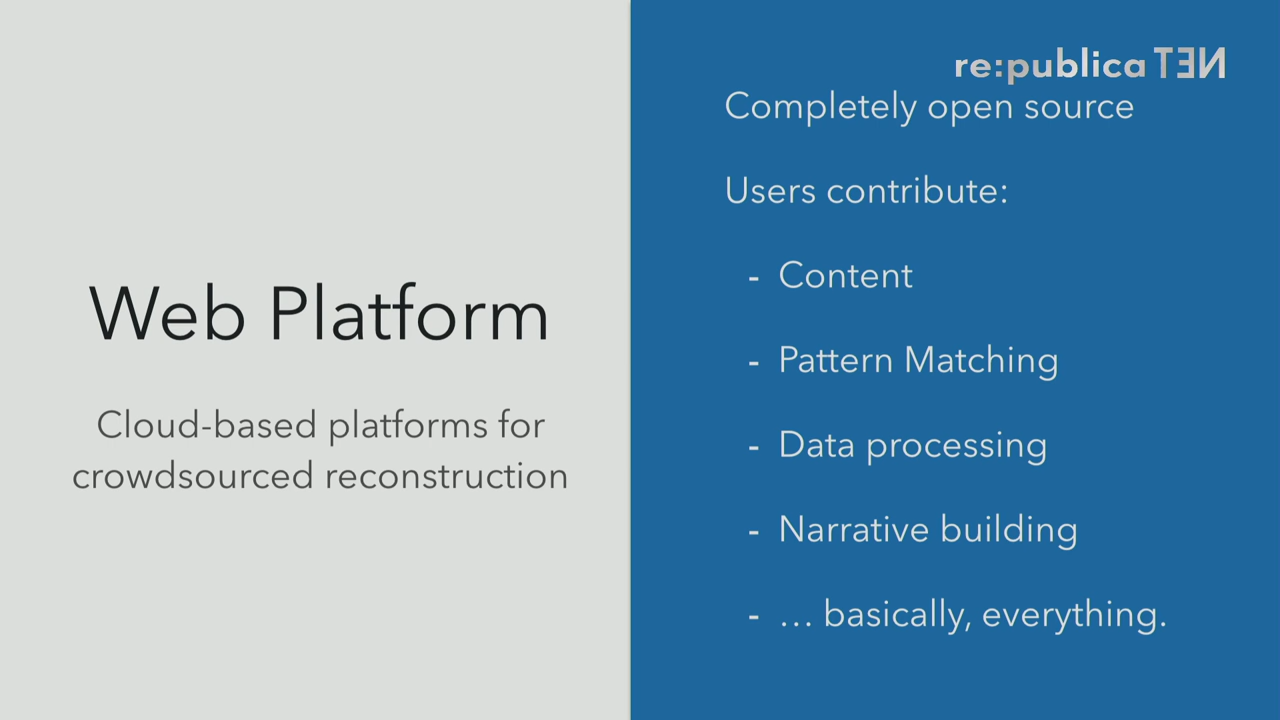 Web Platform
Cloud-based platforms for
crowdsourced reconstruction
re:publica TEN
Completely open source
Users contribute:
- Content
- Pattern Matching
- Data processing
- Narrative building
- … basically, everything.